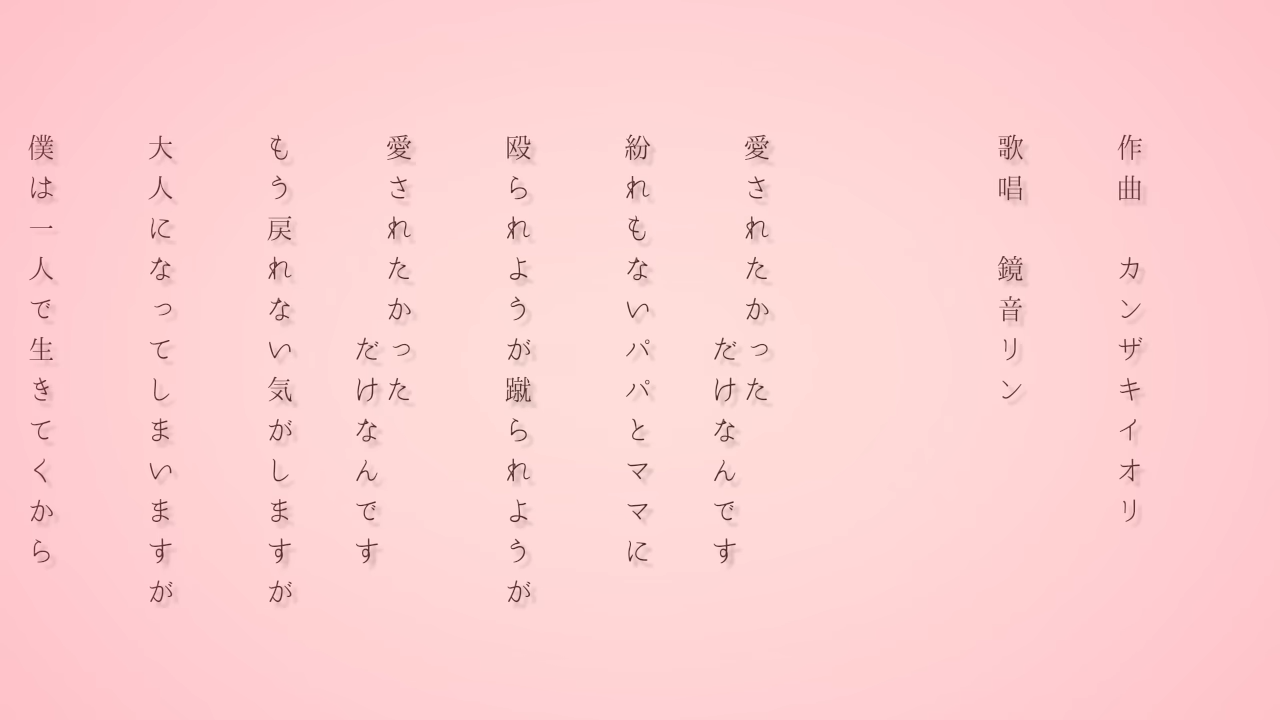 作曲　カンザキイオリ
歌唱　鏡音リン
愛されたかった
だけなんです
紛れもないパパとママに
殴られようが蹴られようが
愛されたかった
だけなんです
もう戻れない気がしますが
大人になってしまいますが
僕は一人で生きてくから